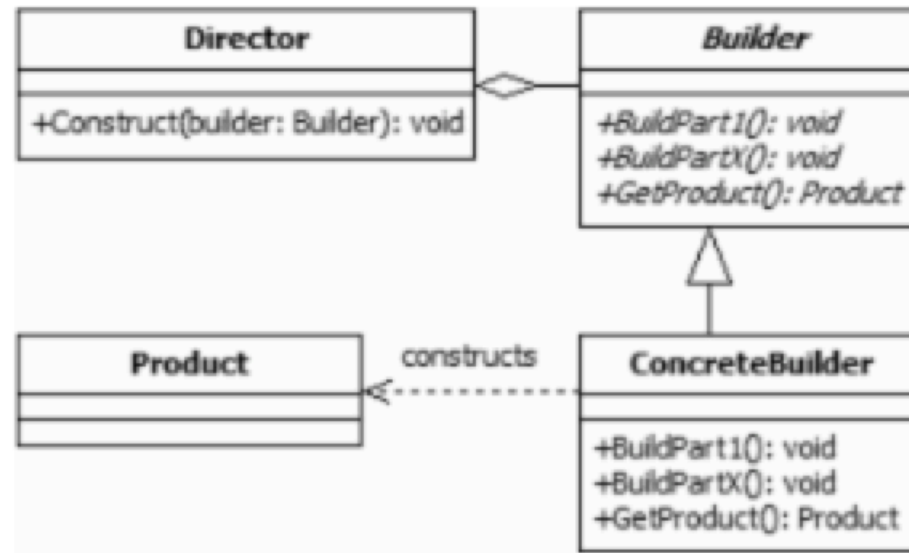 Director
+Construct(builder: Builder): void
Builder
+BuildPart1(): void
+BuildPartX(): void
+GetProduct(): Product
Product
constructs
ConcreteBuilder
+BuildPart1(): void
+BuildPartX(): void
+GetProduct(): Product